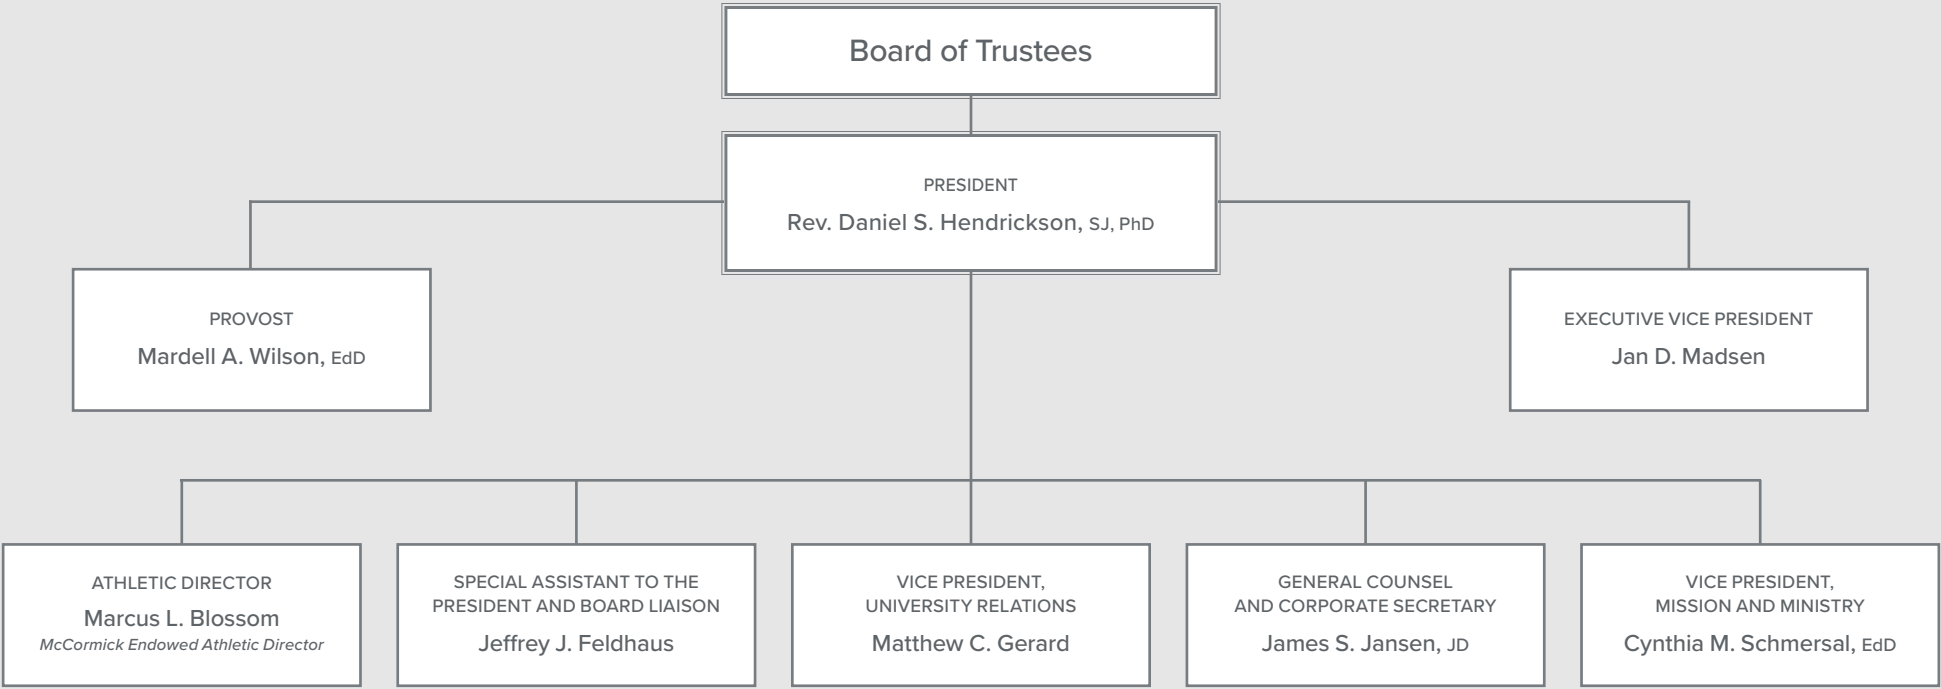 Board of Trustees
PRESIDENT
Rev. Daniel S. Hendrickson, SJ, PhD
PROVOST
Mardell A. Wilson, EdD
EXECUTIVE VICE PRESIDENT
Jan D. Madsen
ATHLETIC DIRECTOR
Marcus L. Blossom
McCormick Endowed Athletic Director
SPECIAL ASSISTANT TO THE
PRESIDENT AND BOARD LIAISON
Jeffrey J. Feldhaus
VICE PRESIDENT,
UNIVERSITY RELATIONS
Matthew C. Gerard
GENERAL COUNSEL
AND CORPORATE SECRETARY
James S. Jansen, JD
VICE PRESIDENT,
MISSION AND MINISTRY
Cynthia M. Schmersal, EdD